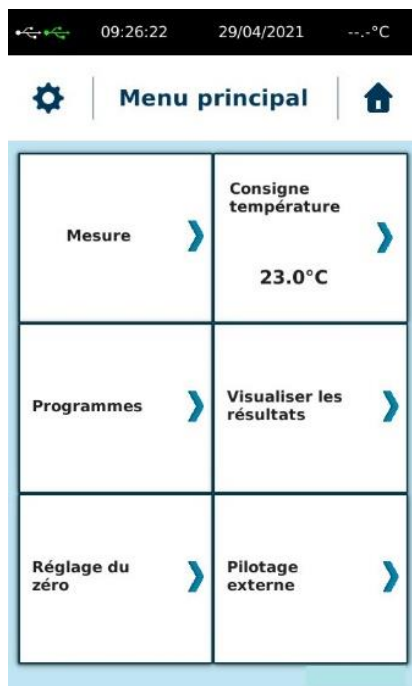 09:26:22 29/04/2021 --.-°C
Menu principal
Mesure
Consigne
température
23.0°C
Programmes
Visualiser les
résultats
Réglage du
zéro
Pilotage
externe